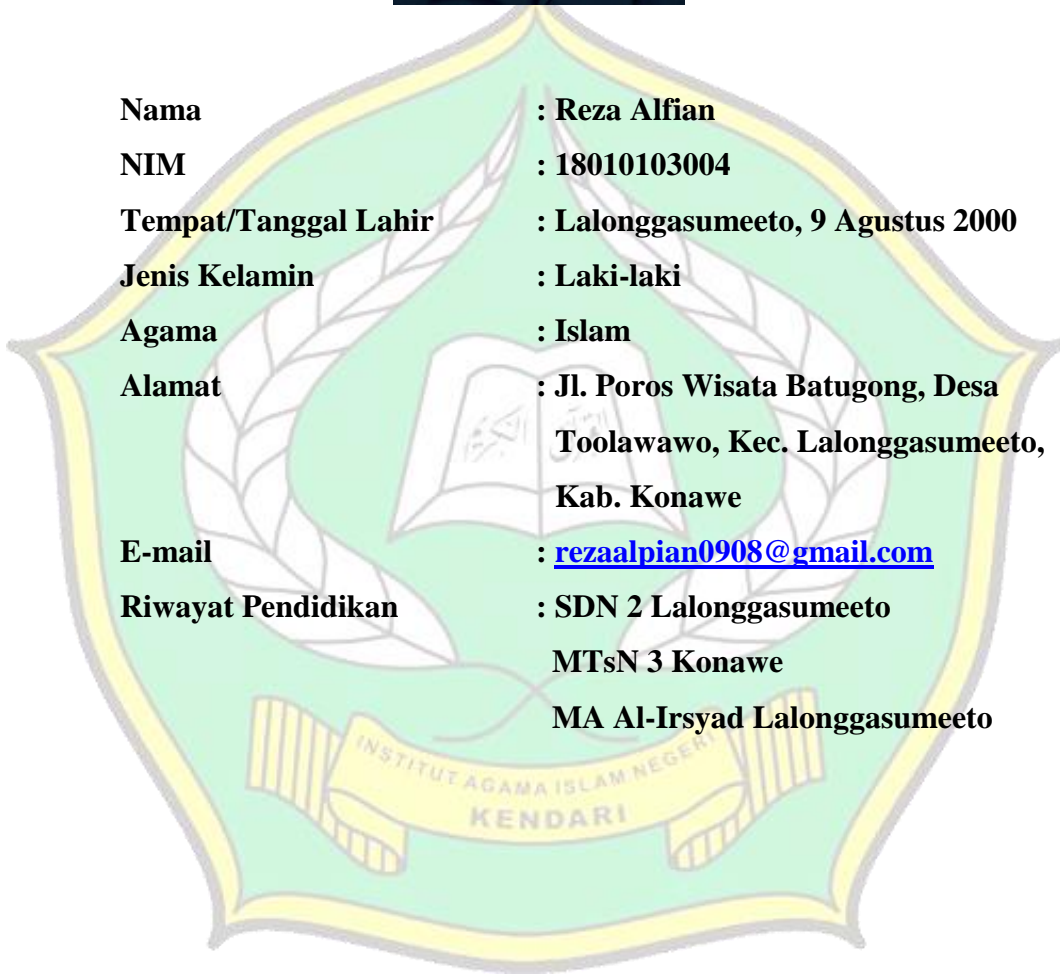 Nama : Reza Alfian
NIM : 18010103004
Tempat/Tanggal Lahir : Lalonggasumeeto, 9 Agustus 2000
Jenis Kelamin : Laki-laki
Agama : Islam
Alamat : Jl. Poros Wisata Batugong, Desa
Toolawawo, Kec. Lalonggasumeeto,
Kab. Konawe
E-mail : rezaalpian0908@gmail.com
Riwayat Pendidikan : SDN 2 Lalonggasumeeto
MTsN 3 Konawe
MA Al-Irsyad Lalonggasumeeto
INSTITUT AGAMA ISLAM NEGERI
KENDARI